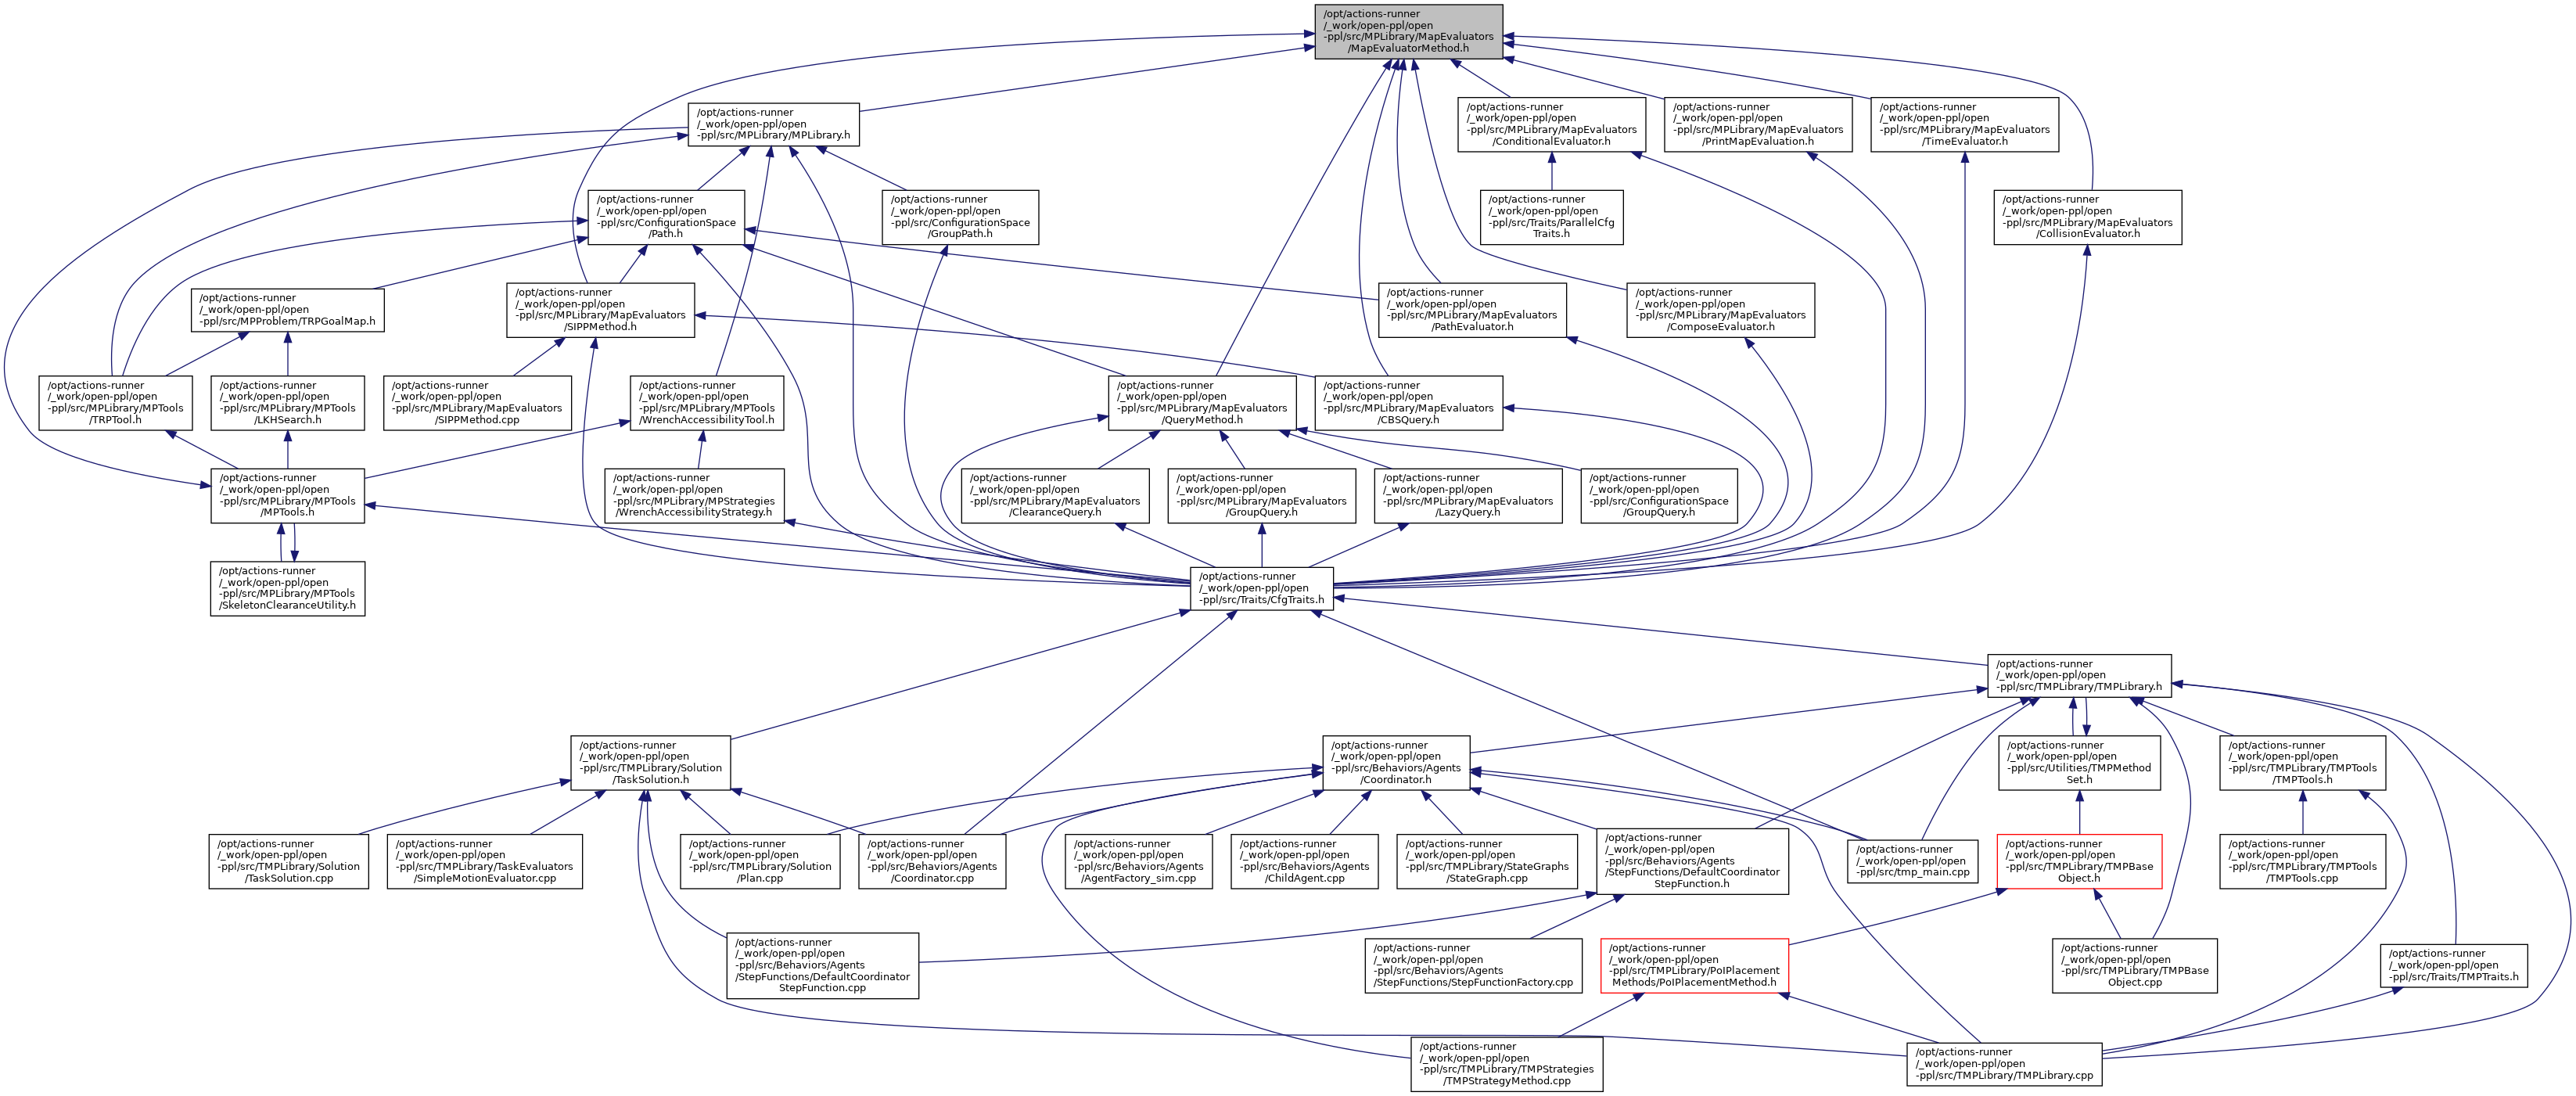 /opt/actions-runner
/_work/open-ppl/open
-ppl/src/MPLibrary/MapEvaluators
/MapEvaluatorMethod.h
/opt/actions-runner
/_work/open-ppl/open
-ppl/src/MPLibrary/MPLibrary.h
/opt/actions-runner
/_work/open-ppl/open
-ppl/src/MPLibrary/MapEvaluators
/ConditionalEvaluator.h
/opt/actions-runner
/_work/open-ppl/open
-ppl/src/MPLibrary/MapEvaluators
/PrintMapEvaluation.h
/opt/actions-runner
/_work/open-ppl/open
-ppl/src/MPLibrary/MapEvaluators
/TimeEvaluator.h
/opt/actions-runner
/_work/open-ppl/open
-ppl/src/ConfigurationSpace
/Path.h
/opt/actions-runner
/_work/open-ppl/open
-ppl/src/ConfigurationSpace
/GroupPath.h
/opt/actions-runner
/_work/open-ppl/open
-ppl/src/Traits/ParallelCfg
Traits.h
/opt/actions-runner
/_work/open-ppl/open
-ppl/src/MPLibrary/MapEvaluators
/CollisionEvaluator.h
/opt/actions-runner
/_work/open-ppl/open
-ppl/src/MPProblem/TRPGoalMap.h
/opt/actions-runner
/_work/open-ppl/open
-ppl/src/MPLibrary/MapEvaluators
/SIPPMethod.h
/opt/actions-runner
/_work/open-ppl/open
-ppl/src/MPLibrary/MapEvaluators
/PathEvaluator.h
/opt/actions-runner
/_work/open-ppl/open
-ppl/src/MPLibrary/MapEvaluators
/ComposeEvaluator.h
/opt/actions-runner
/_work/open-ppl/open
-ppl/src/MPLibrary/MPTools
/TRPTool.h
/opt/actions-runner
/_work/open-ppl/open
-ppl/src/MPLibrary/MPTools
/LKHSearch.h
/opt/actions-runner
/_work/open-ppl/open
-ppl/src/MPLibrary/MapEvaluators
/SIPPMethod.cpp
/opt/actions-runner
/_work/open-ppl/open
-ppl/src/MPLibrary/MPTools
/WrenchAccessibilityTool.h
/opt/actions-runner
/_work/open-ppl/open
-ppl/src/MPLibrary/MapEvaluators
/QueryMethod.h
/opt/actions-runner
/_work/open-ppl/open
-ppl/src/MPLibrary/MapEvaluators
/CBSQuery.h
/opt/actions-runner
/_work/open-ppl/open
-ppl/src/MPLibrary/MPTools
/MPTools.h
/opt/actions-runner
/_work/open-ppl/open
-ppl/src/MPLibrary/MPStrategies
/WrenchAccessibilityStrategy.h
/opt/actions-runner
/_work/open-ppl/open
-ppl/src/MPLibrary/MapEvaluators
/ClearanceQuery.h
/opt/actions-runner
/_work/open-ppl/open
-ppl/src/MPLibrary/MapEvaluators
/GroupQuery.h
/opt/actions-runner
/_work/open-ppl/open
-ppl/src/MPLibrary/MapEvaluators
/LazyQuery.h
/opt/actions-runner
/_work/open-ppl/open
-ppl/src/ConfigurationSpace
/GroupQuery.h
/opt/actions-runner
/_work/open-ppl/open
-ppl/src/MPLibrary/MPTools
/SkeletonClearanceUtility.h
/opt/actions-runner
/_work/open-ppl/open
-ppl/src/Traits/CfgTraits.h
/opt/actions-runner
/_work/open-ppl/open
-ppl/src/TMPLibrary/TMPLibrary.h
/opt/actions-runner
/_work/open-ppl/open
-ppl/src/TMPLibrary/Solution
/TaskSolution.h
/opt/actions-runner
/_work/open-ppl/open
-ppl/src/Behaviors/Agents
/Coordinator.h
/opt/actions-runner
/_work/open-ppl/open
-ppl/src/Utilities/TMPMethod
Set.h
/opt/actions-runner
/_work/open-ppl/open
-ppl/src/TMPLibrary/TMPTools
/TMPTools.h
/opt/actions-runner
/_work/open-ppl/open
-ppl/src/TMPLibrary/Solution
/TaskSolution.cpp
/opt/actions-runner
/_work/open-ppl/open
-ppl/src/TMPLibrary/TaskEvaluators
/SimpleMotionEvaluator.cpp
/opt/actions-runner
/_work/open-ppl/open
-ppl/src/TMPLibrary/Solution
/Plan.cpp
/opt/actions-runner
/_work/open-ppl/open
-ppl/src/Behaviors/Agents
/Coordinator.cpp
/opt/actions-runner
/_work/open-ppl/open
-ppl/src/Behaviors/Agents
/AgentFactory_sim.cpp
/opt/actions-runner
/_work/open-ppl/open
-ppl/src/Behaviors/Agents
/ChildAgent.cpp
/opt/actions-runner
/_work/open-ppl/open
-ppl/src/TMPLibrary/StateGraphs
/StateGraph.cpp
/opt/actions-runner
/_work/open-ppl/open
-ppl/src/Behaviors/Agents
/StepFunctions/DefaultCoordinator
StepFunction.h
/opt/actions-runner
/_work/open-ppl/open
-ppl/src/tmp_main.cpp
/opt/actions-runner
/_work/open-ppl/open
-ppl/src/TMPLibrary/TMPBase
Object.h
/opt/actions-runner
/_work/open-ppl/open
-ppl/src/TMPLibrary/TMPTools
/TMPTools.cpp
/opt/actions-runner
/_work/open-ppl/open
-ppl/src/Behaviors/Agents
/StepFunctions/DefaultCoordinator
StepFunction.cpp
/opt/actions-runner
/_work/open-ppl/open
-ppl/src/Behaviors/Agents
/StepFunctions/StepFunctionFactory.cpp
/opt/actions-runner
/_work/open-ppl/open
-ppl/src/TMPLibrary/PoIPlacement
Methods/PoIPlacementMethod.h
/opt/actions-runner
/_work/open-ppl/open
-ppl/src/TMPLibrary/TMPBase
Object.cpp
/opt/actions-runner
/_work/open-ppl/open
-ppl/src/Traits/TMPTraits.h
/opt/actions-runner
/_work/open-ppl/open
-ppl/src/TMPLibrary/TMPStrategies
/TMPStrategyMethod.cpp
/opt/actions-runner
/_work/open-ppl/open
-ppl/src/TMPLibrary/TMPLibrary.cpp